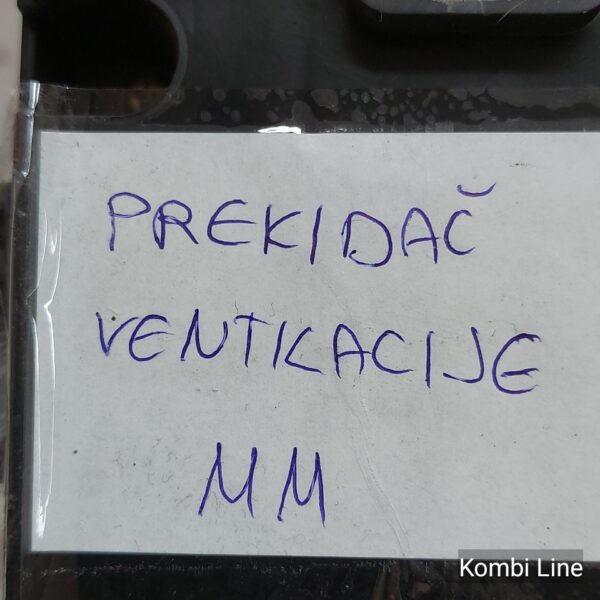 PREKIDAČ
VENTILACIJE
MM
Kombi Line